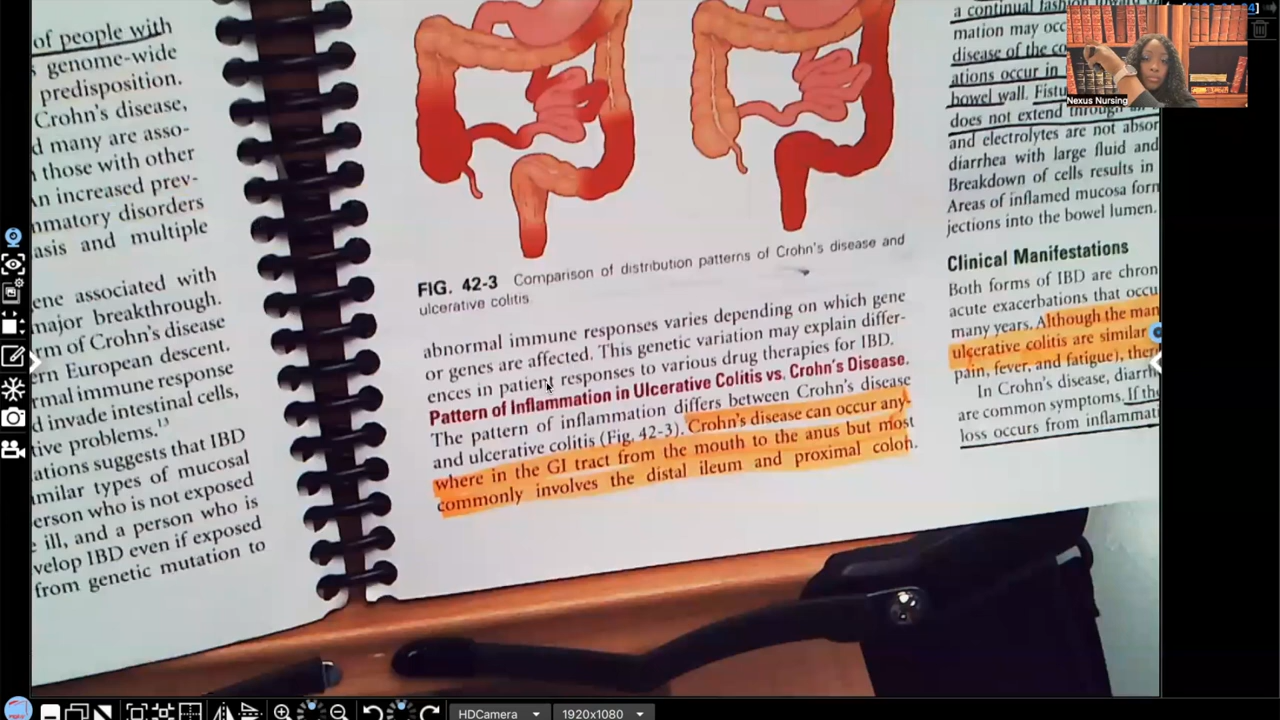 of people with
genome-wide
predisposition.
Crohn's disease,
d many are asso-
those with other
An increased prev-
mmatory disorders
asis and multiple
ene associated with
major breakthrough.
rm of Crohn's disease
ern European descent.
rmal immune response
invade intestinal cells,
tive problems.13
ations suggests that IBD
milar types of mucosal
erson who is not exposed
ill, and a person who is
velop IBD even if exposed
from genetic mutation to
FIG. 42-3 Comparison of distribution patterns of Crohn's disease and
ulcerative colitis
abnormal immune responses varies depending on which gene
or genes are affected. This genetic variation may explain differ-
ences in patient responses to various drug therapies for IBD.
Pattern of Inflammation in Ulcerative Colitis vs. Crohn's Disease.
The pattern of inflammation differs between Crohn's disease
and ulcerative colitis (Fig. 42-3). Crohn's disease can occur any-
where in the GI tract from the mouth to the anus but most
commonly involves the distal ileum and proximal colon.
a continual fashion
mation may occ
disease of the co
ations occur in
bowel wall. Fistu
does not extend through
and electrolytes are not absor
diarrhea with large fluid and
Breakdown of cells results in
Areas of inflamed mucosa form
jections into the bowel lumen.
Clinical Manifestations
Both forms of IBD are chron
acute exacerbations that occu
many years. Although the man
ulcerative colitis are similar
pain, fever, and fatigue), ther
In Crohn's disease, diarrh
are common symptoms. If the
loss occurs from inflammati
Nexus Nursing
HDCamera
1920x1080